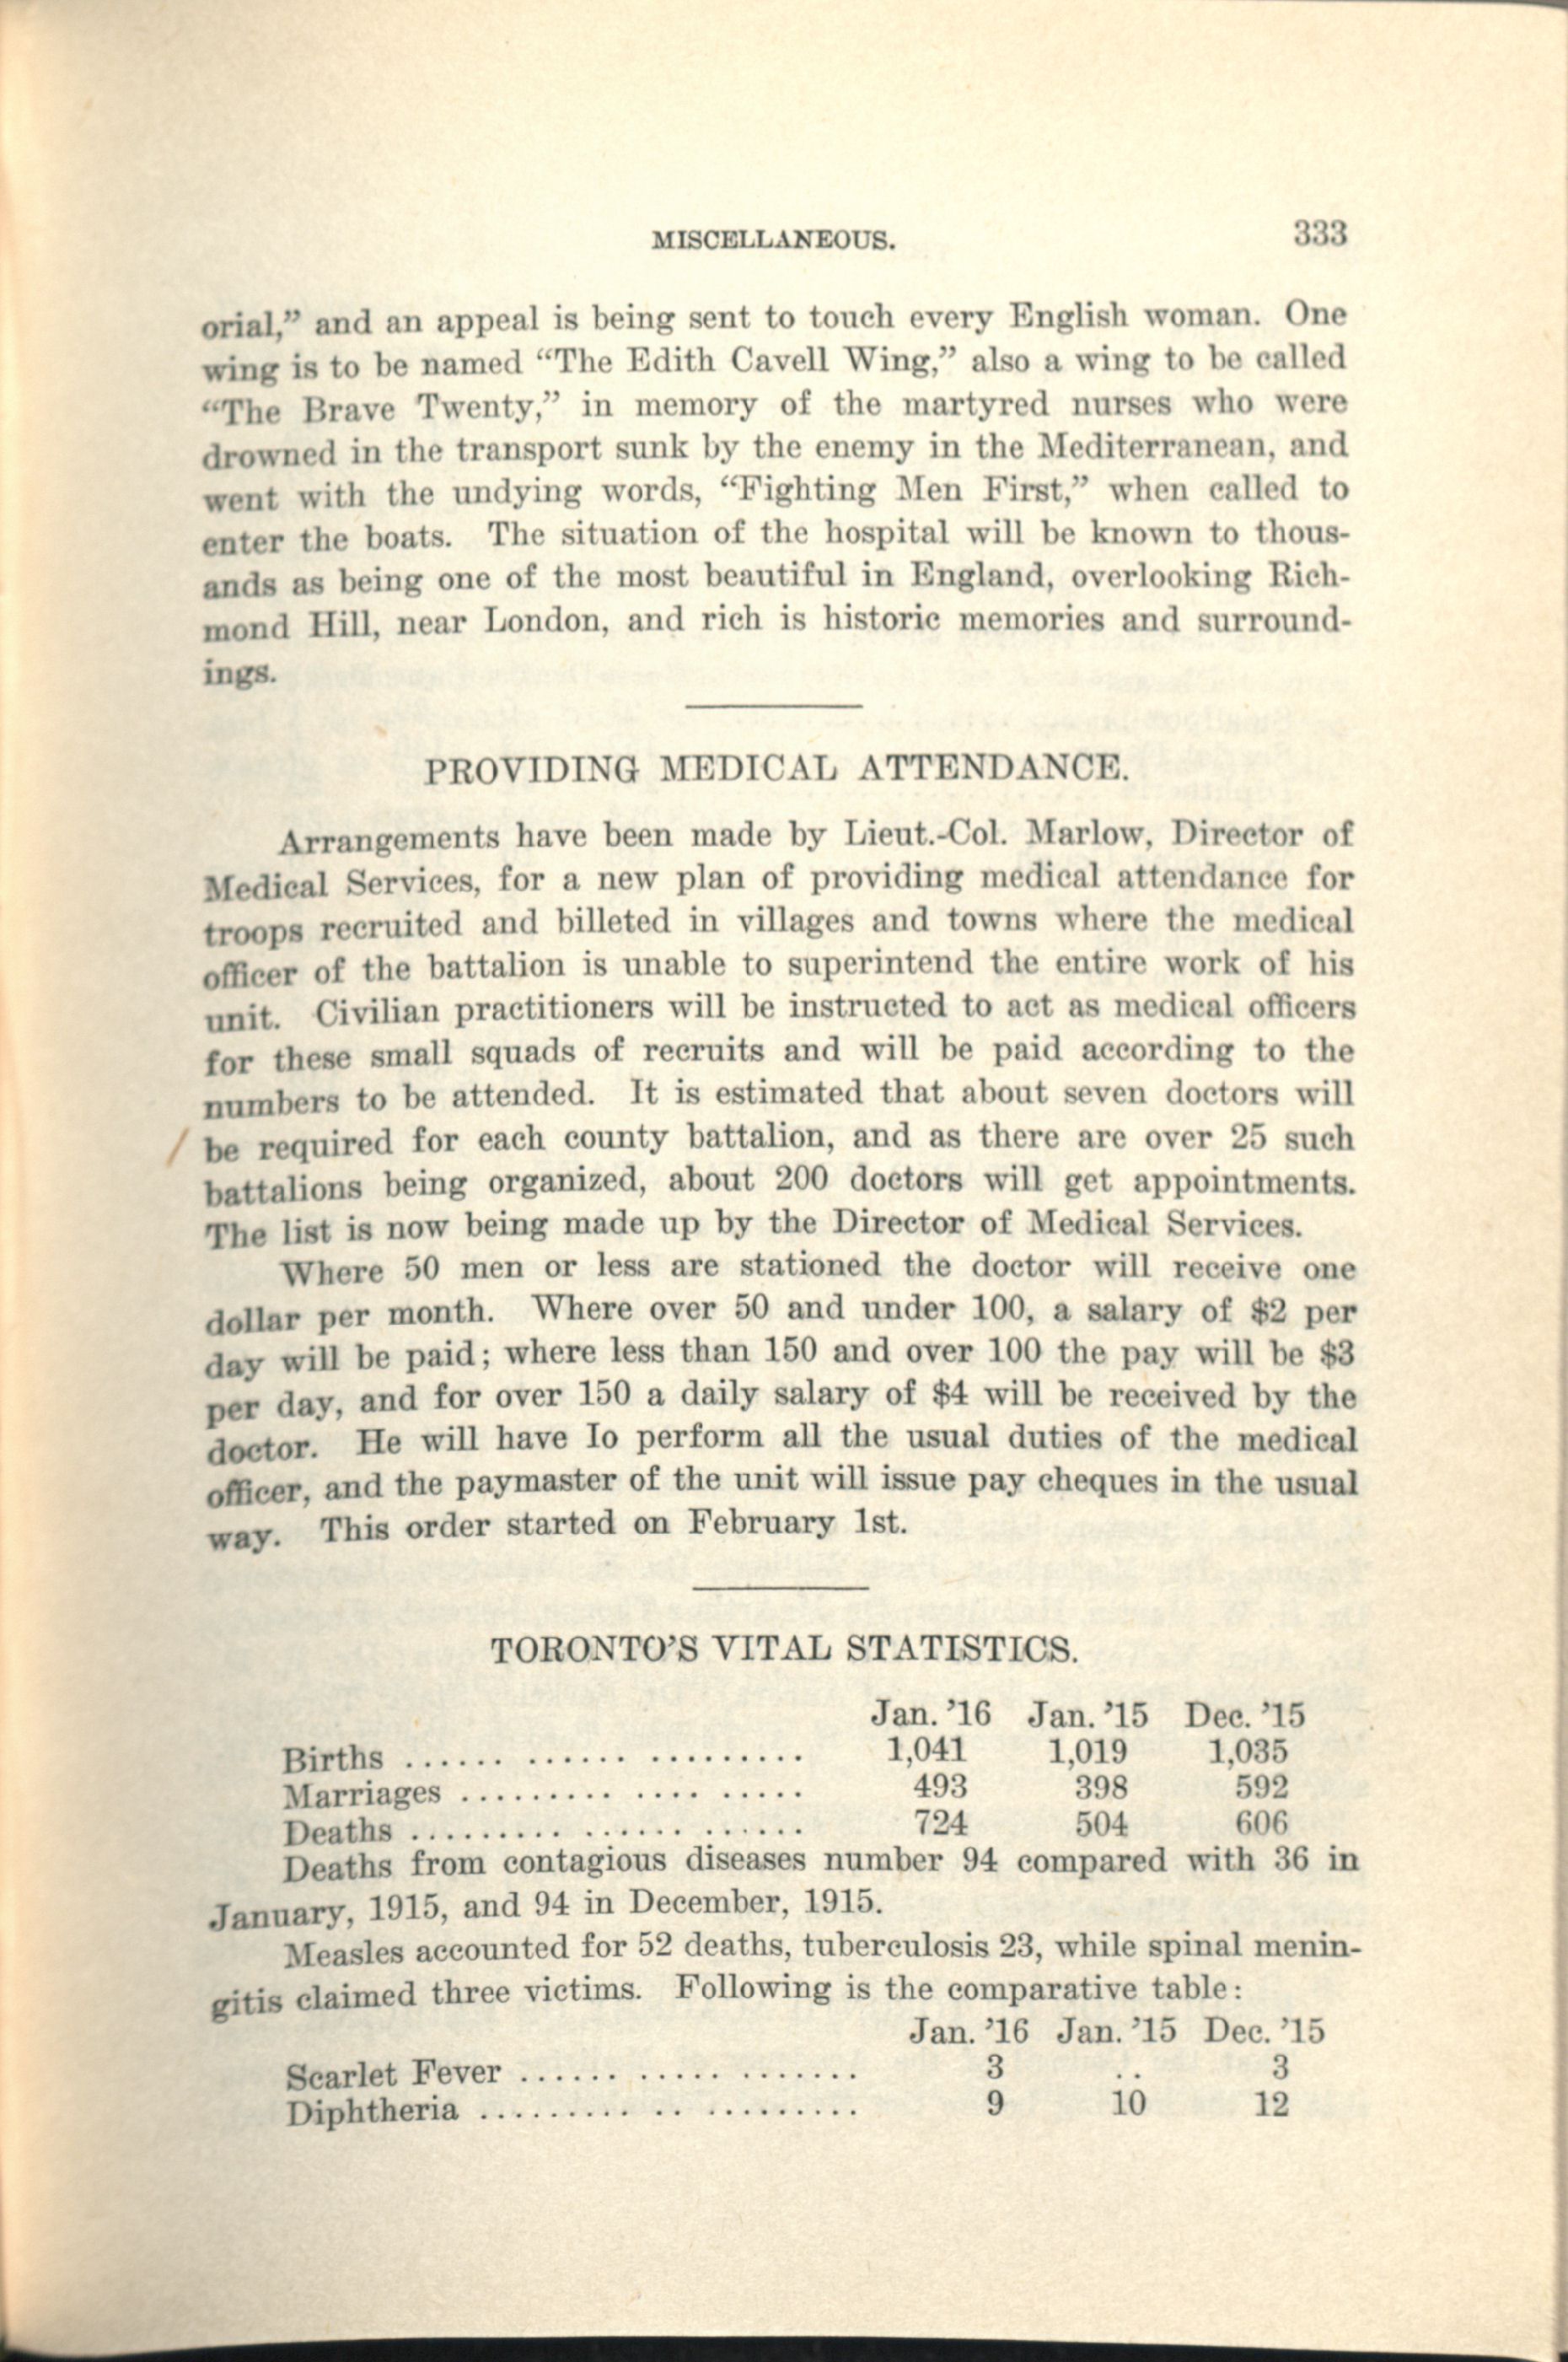 MISCELLANEOUS. 333
orial,” and an appeal is being sent to touch every English woman. One
wing is to be named “The Edith Cavell Wing,” also a wing to be called
“The Brave Twenty,” in memory of the martyred nurses who were
drowned in the transport sunk by the enemy in the Mediterranean, and
went with the undying words, “Fighting Men First,” when called to
enter the boats. The situation of the hospital will be known to thous-
ands as being one of the most beautiful in England, overlooking Rich-
mond Hill, near London, and rich is historic memories and surround-
ings.
PROVIDING MEDICAL ATTENDANCE.
Arrangements have been made by Lieut.-Col. Marlow, Director of
Medical Services, for a new plan of providing medical attendance for
troops recruited and billeted in villages and towns where the medical
officer of the battalion is unable to superintend the entire work of his
unit. Civilian practitioners will be instructed to act as medical officers
for these small squads of recruits and will be paid according to the
numbers to be attended. It is estimated that about seven doctors will
be required for each county battalion, and as there are over 25 such
battalions being organized, about 200 doctors will get appointments.
The list is now being made up by the Director of Medical Services.
Where 50 men or less are stationed the doctor will receive one
dollar per month. Where over 50 and under 100, a salary of $2 per
day will be paid; where less than 150 and over 100 the pay will be $3
per day, and for over 150 a daily salary of $4 will be received by the
doctor. He will have Io perform all the usual duties of the medical
officer, and the paymaster of the unit will issue pay cheques in the usual
way. This order started on February 1st.
TORONTO’S VITAL STATISTICS.
Jan. ’16 Jan. ’15 Dec. ’15
Births ...... ...... ......... 1,041 1,019 1,035
Marriages ......... .... ..... 493 398 592
Deaths ......... ...... ...... 724 504 606
Deaths from contagious diseases number 94 compared with 36 in
January, 1915, and 94 in December, 1915.
Measles accounted for 52 deaths, tuberculosis 23, while spinal menin-
gitis claimed three victims. Following is the comparative table:
Jan. ’16 Jan. ’15 Dec. ’15
Scarlet Fever ...... ..... ....... 3 .. 3
Diphtheria ......... .. ......... 9 10 12